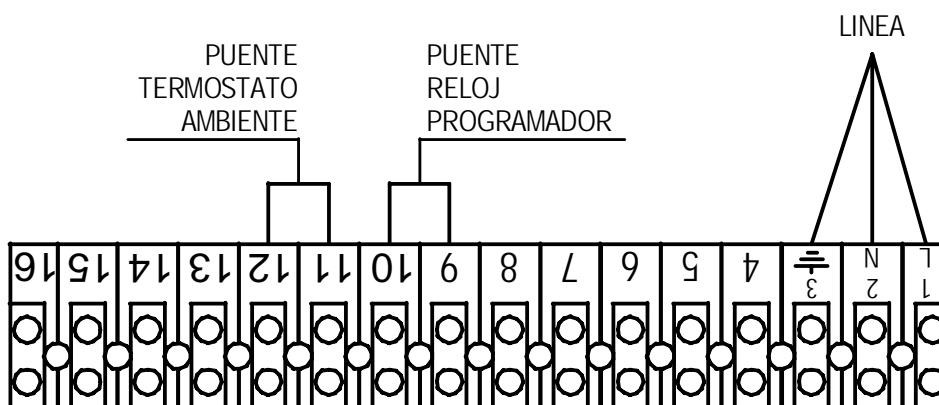 LINEA
PUENTE
TERMOSTATO
AMBIENTE
PUENTE
RELOJ
PROGRAMADOR
16 15 14 13 12 11 10 9 8 7 6 5 4
N L
3 2 1